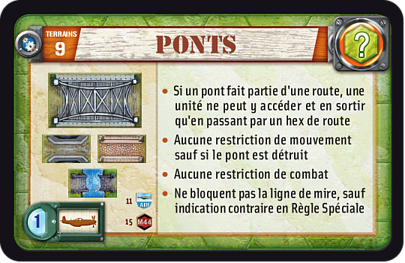 TERRAINS
9
PONTS
?
• Si un pont fait partie d'une route, une
unité ne peut y accéder et en sortir
qu'en passant par un hex de route
• Aucune restriction de mouvement
sauf si le pont est détruit
• Aucune restriction de combat
• Ne bloquent pas la ligne de mire, sauf
indication contraire en Règle Spéciale
11 AIR
15 M44
1